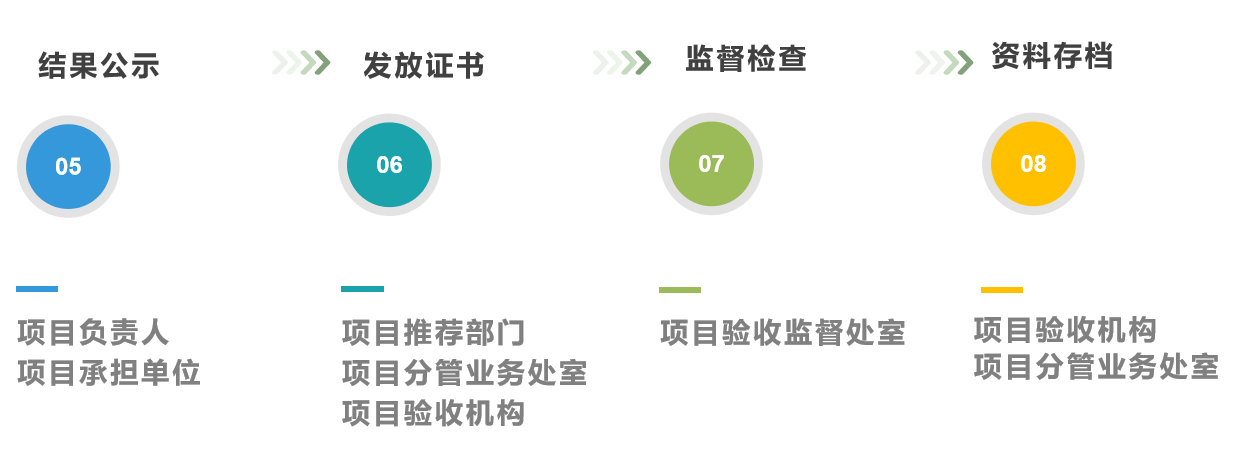 结果公示
发放证书
监督检查
资料存档
05
06
07
08
项目负责人
项目承担单位
项目推荐部门
项目分管业务处室
项目验收机构
项目验收监督处室
项目验收机构
项目分管业务处室